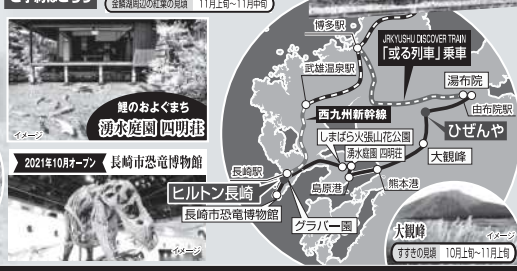 ご予約はこちら
金鱗湖周辺の紅葉の見頃 11月上旬～11月中旬
鯉のおよぐまち
湧水庭園 四明荘
イメージ
2021年10月オープン 長崎市恐竜博物館
イメージ
博多駅
JRKYUSHU DISCOVER TRAIN
「或る列車」乗車
武雄温泉駅
湯布院
由布院駅
西九州新幹線
ひぜんや
しまばら火張山花公園
湧水庭園 四明荘
大観峰
長崎駅
島原港
熊本港
ヒルトン長崎
長崎市恐竜博物館
グラバー園
大観峰
イメージ
すすきの見頃 10月上旬～11月上旬